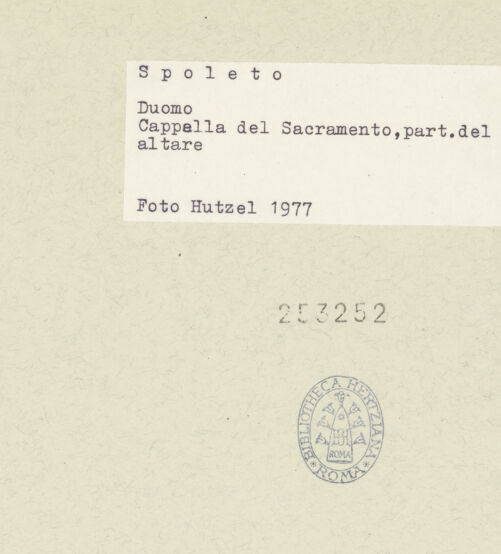 S p o l e t o
Duomo
Cappella del Sacramento,part.del
altare
Foto Hutzel 1977
253252
BIBLIOTHECA HERTZIANA
ROMA
ROMA